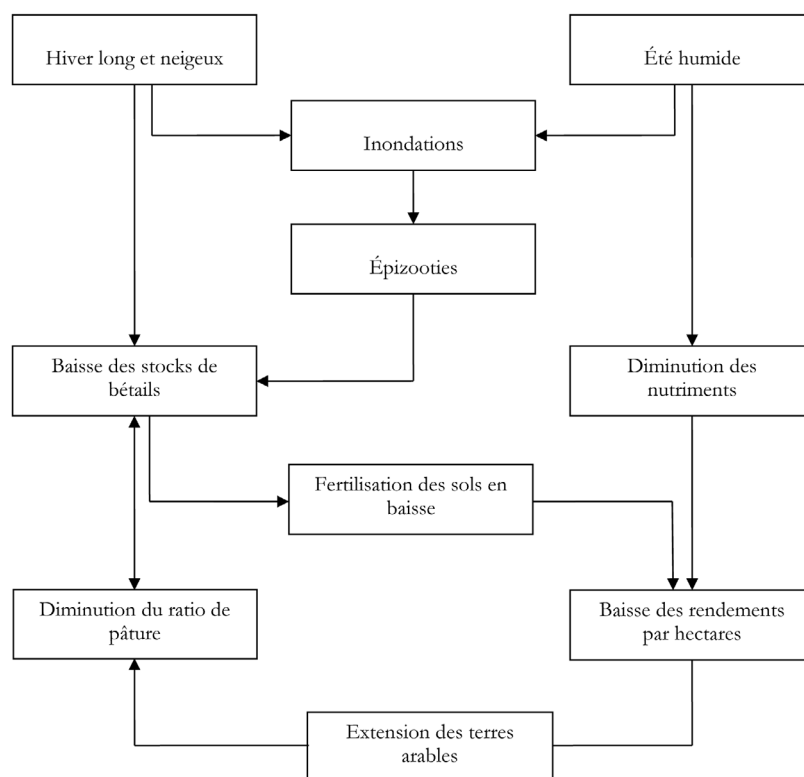 Hiver long et neigeux
Été humide
Inondations
Épizooties
Baisse des stocks de
bétails
Diminution des
nutriments
Fertilisation des sols en
baisse
Diminution du ratio de
pâture
Baisse des rendements
par hectares
Extension des terres
arables